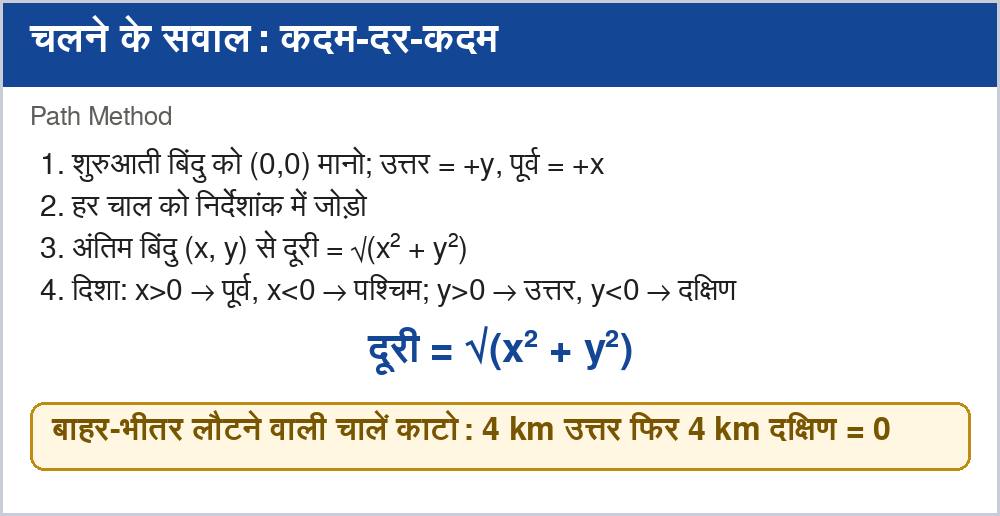 चलने के सवाल : कदम-दर-कदम
Path Method
1. शुरुआती बिंदु को (0,0) मानो; उत्तर = +y, पूर्व = +x
2. हर चाल को निर्देशांक में जोड़ो
3. अंतिम बिंदु (x, y) से दूरी = √(x² + y²)
4. दिशा: x>0 → पूर्व, x<0 → पश्चिम; y>0 → उत्तर, y<0 → दक्षिण
दूरी = √(x² + y²)
बाहर-भीतर लौटने वाली चालें काटो : 4 km उत्तर फिर 4 km दक्षिण = 0